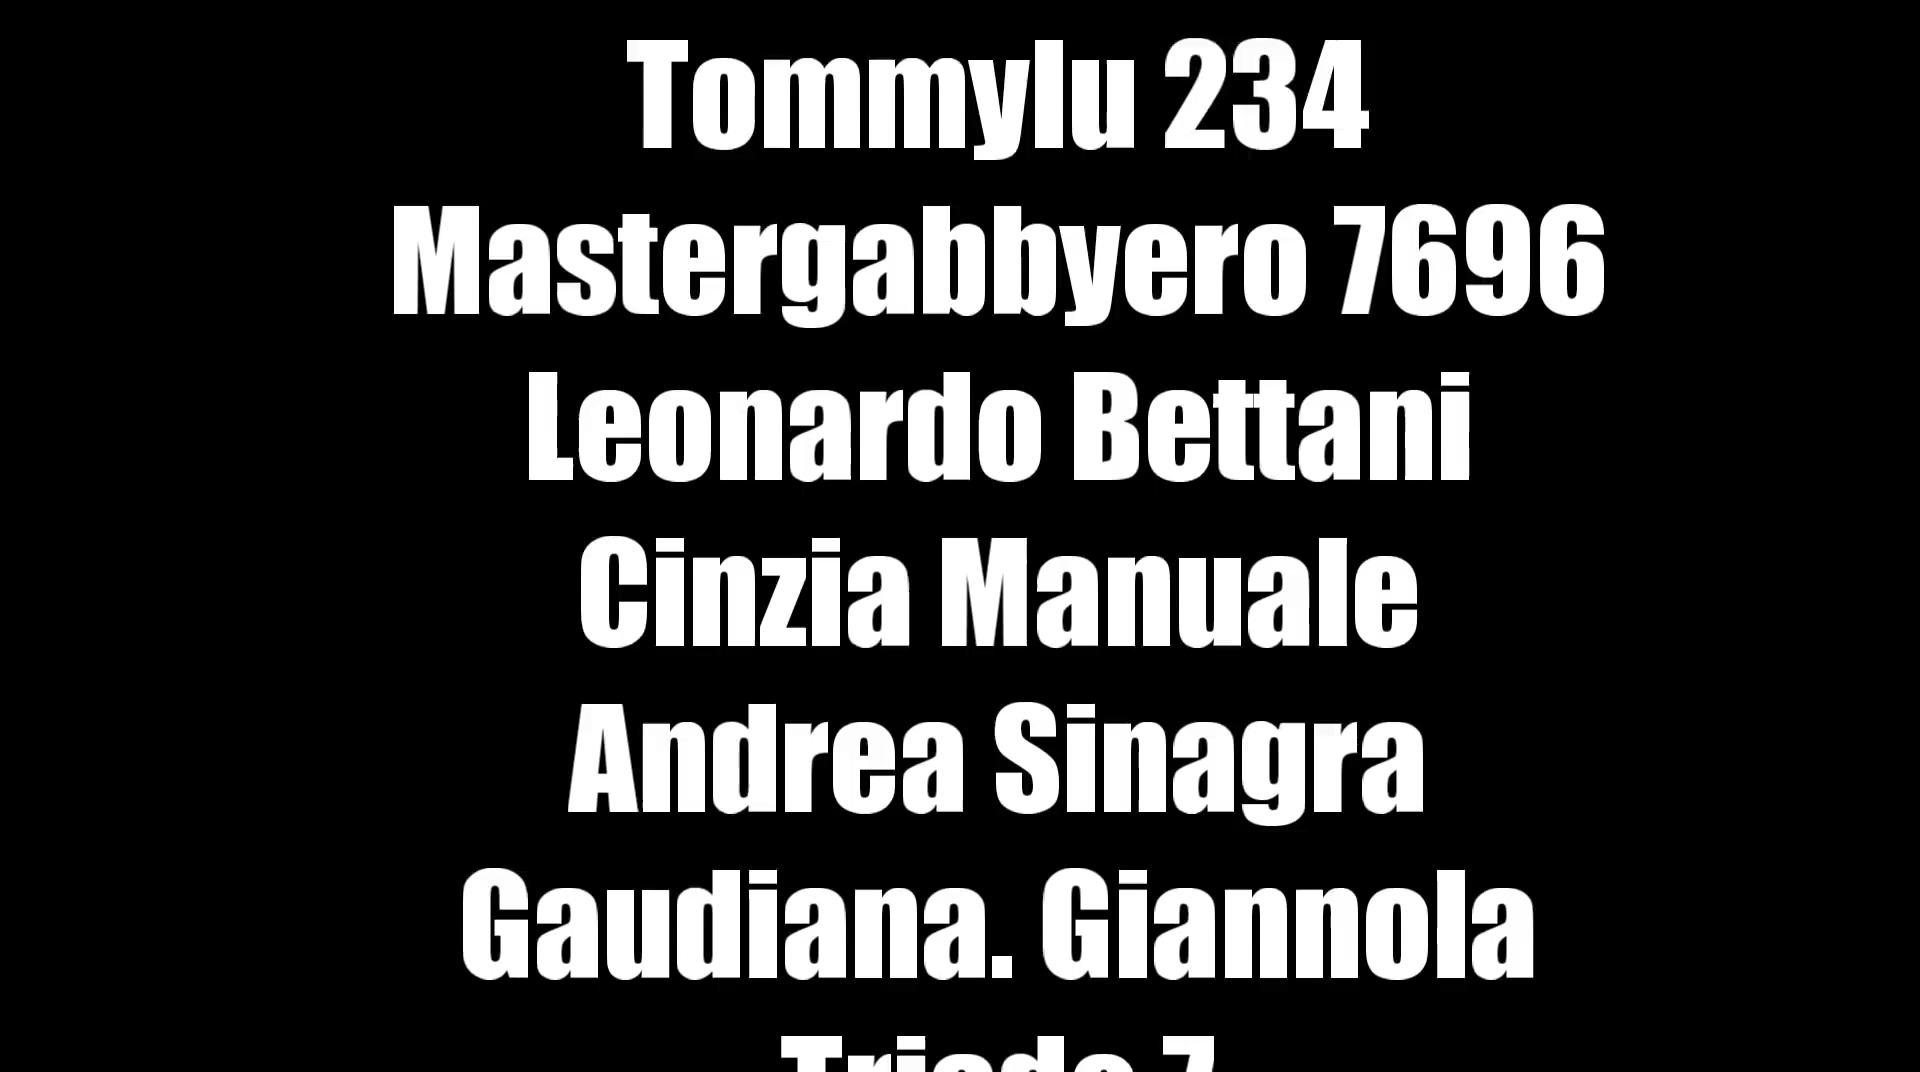 Tommylu 234
Mastergabbyero 7696
Leonardo Bettani
Cinzia Manuale
Andrea Sinagra
Gaudiana. Giannola